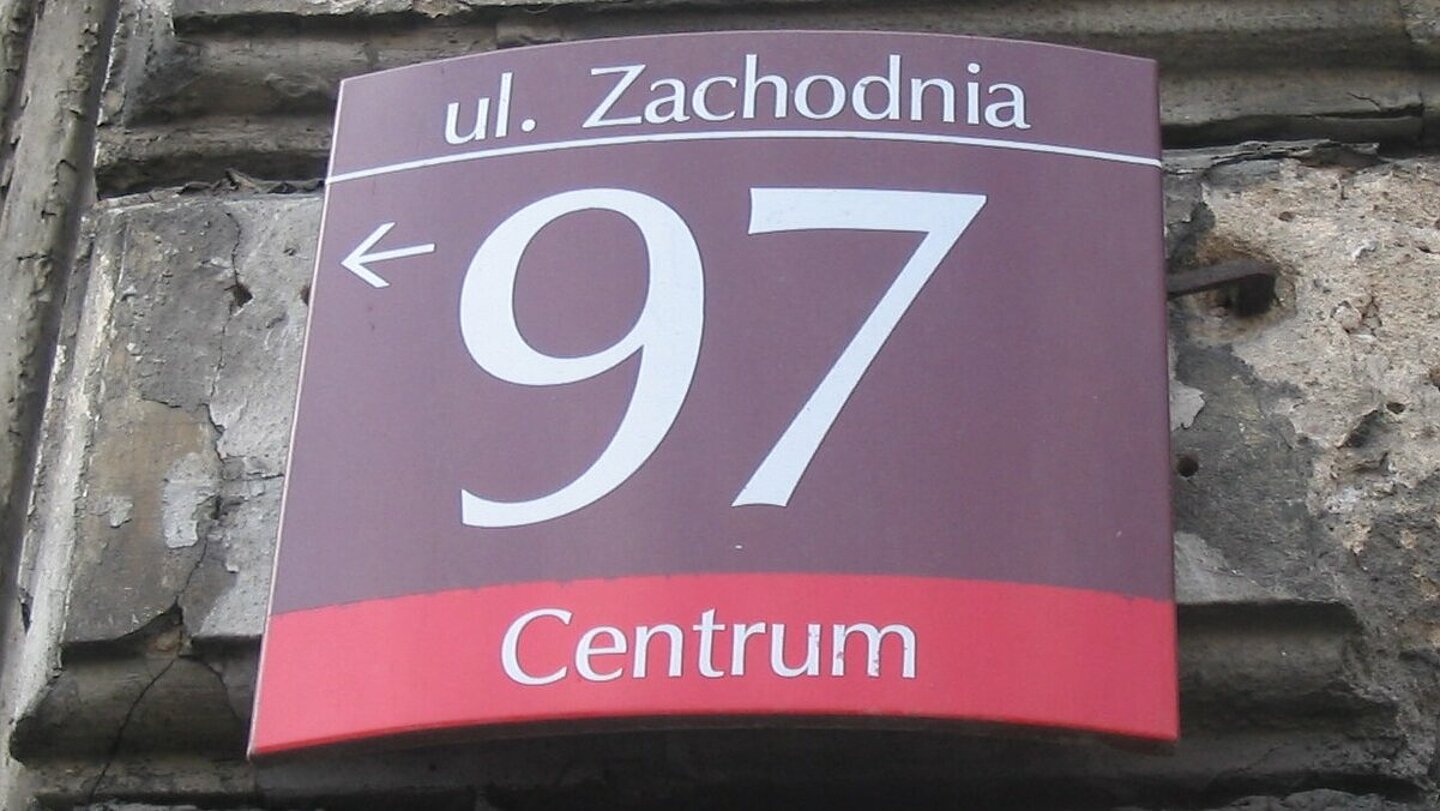 ul. Zachodnia
← 97
Centrum